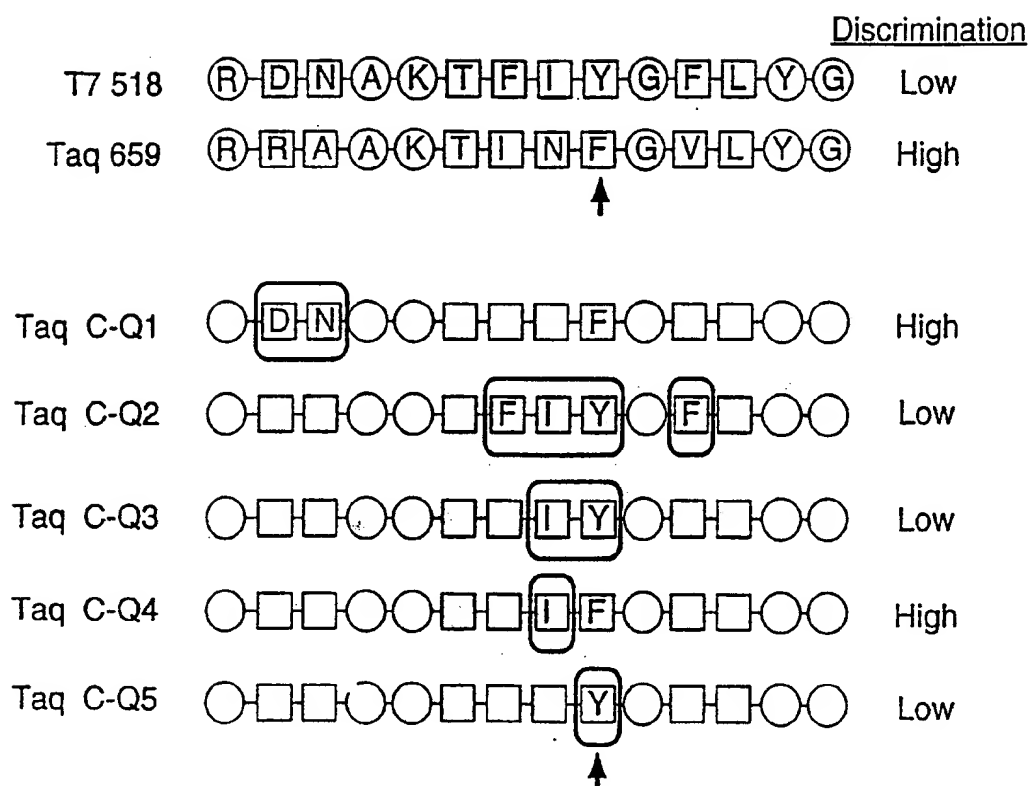 Discrimination
T7 518 R D N A K T F I Y G F L Y G Low
Taq 659 R R A A K T I N F G V L Y G High
Taq C-Q1 D N F High
Taq C-Q2 F I Y F Low
Taq C-Q3 I Y Low
Taq C-Q4 I F High
Taq C-Q5 Y Low